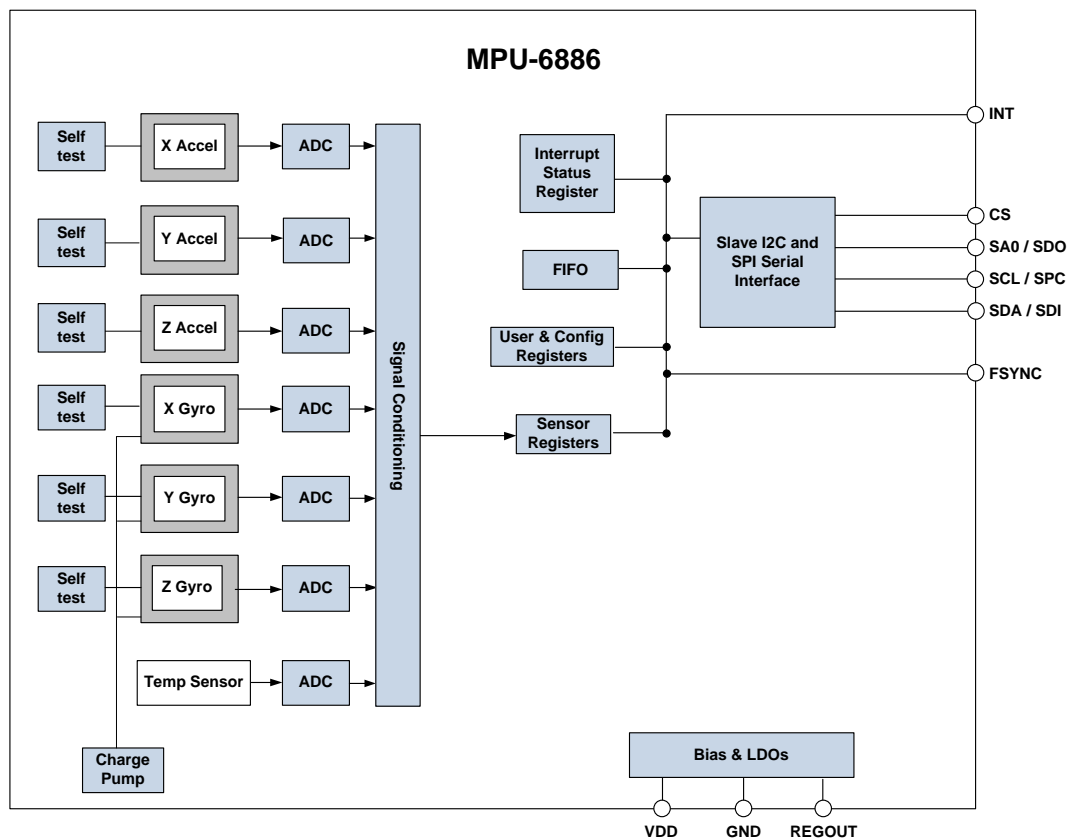 MPU-6886
Self
test
X Accel
ADC
Self
test
Y Accel
ADC
Self
test
Z Accel
ADC
Self
test
X Gyro
ADC
Self
test
Y Gyro
ADC
Self
test
Z Gyro
ADC
Temp Sensor
ADC
Charge
Pump
Signal Conditioning
Interrupt
Status
Register
FIFO
User & Config
Registers
Sensor
Registers
Slave I2C and
SPI Serial
Interface
INT
CS
SA0 / SDO
SCL / SPC
SDA / SDI
FSYNC
Bias & LDOs
VDD
GND
REGOUT